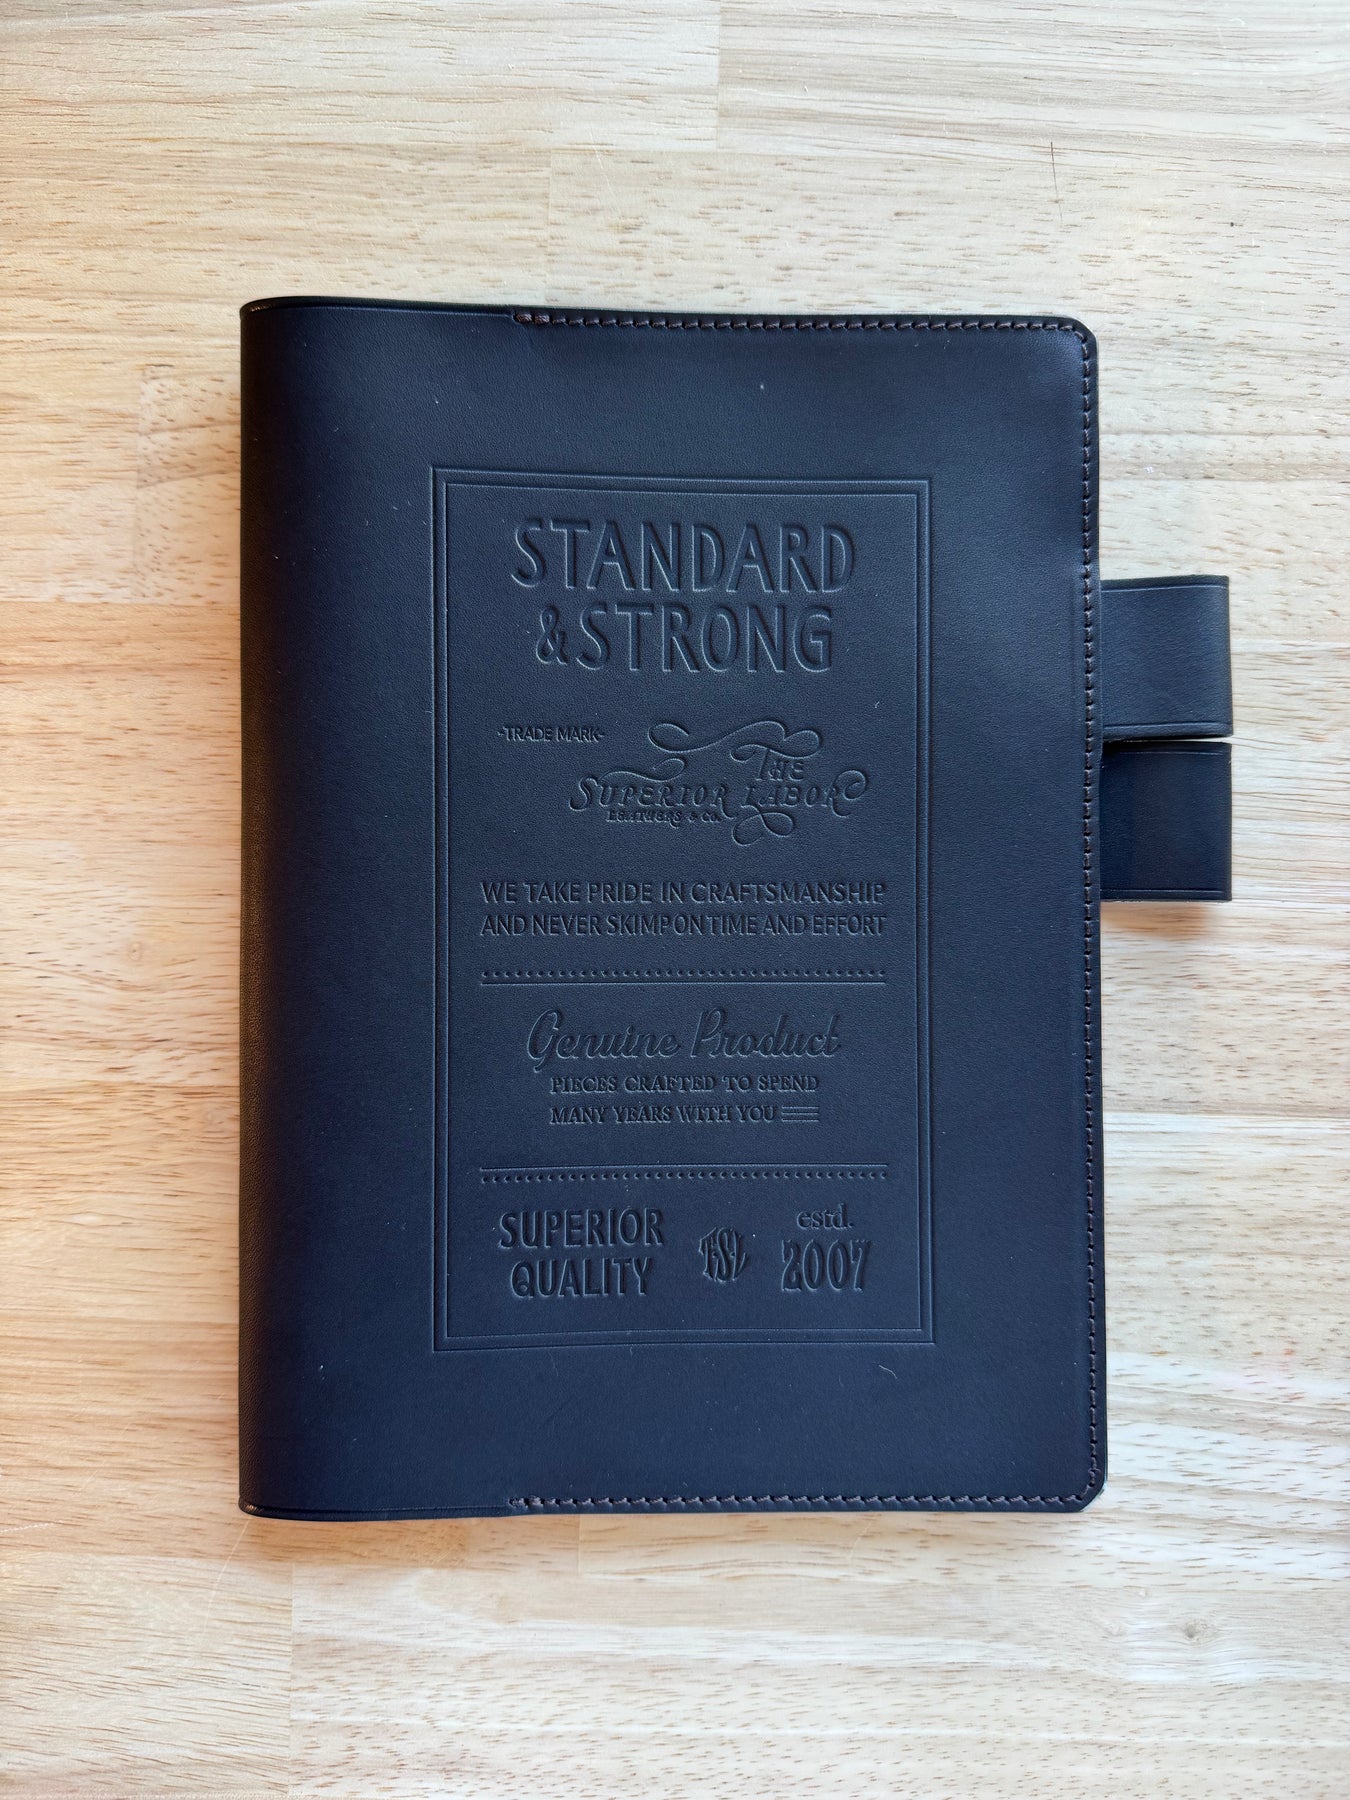 STANDARD
& STRONG
-TRADE MARK-
THE
SUPERIOR LABOR
LEATHERS & CO.
WE TAKE PRIDE IN CRAFTSMANSHIP
AND NEVER SKIMP ON TIME AND EFFORT
Genuine Product
PIECES CRAFTED TO SPEND
MANY YEARS WITH YOU
SUPERIOR
QUALITY
TSL
estd.
2007